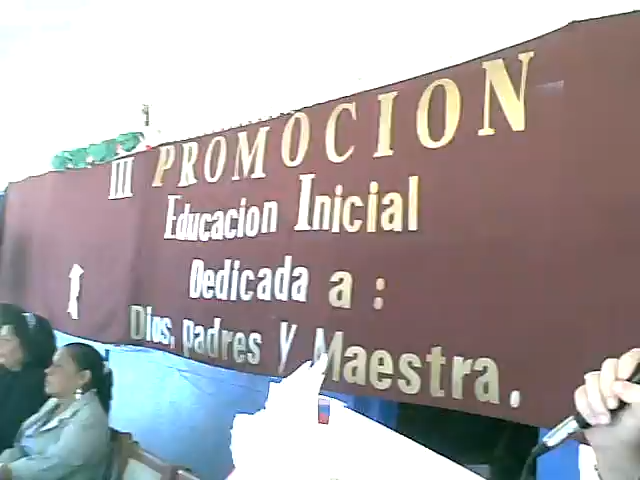 III PROMOCION
Educacion Inicial
Dedicada a :
Dios, padres y Maestra.